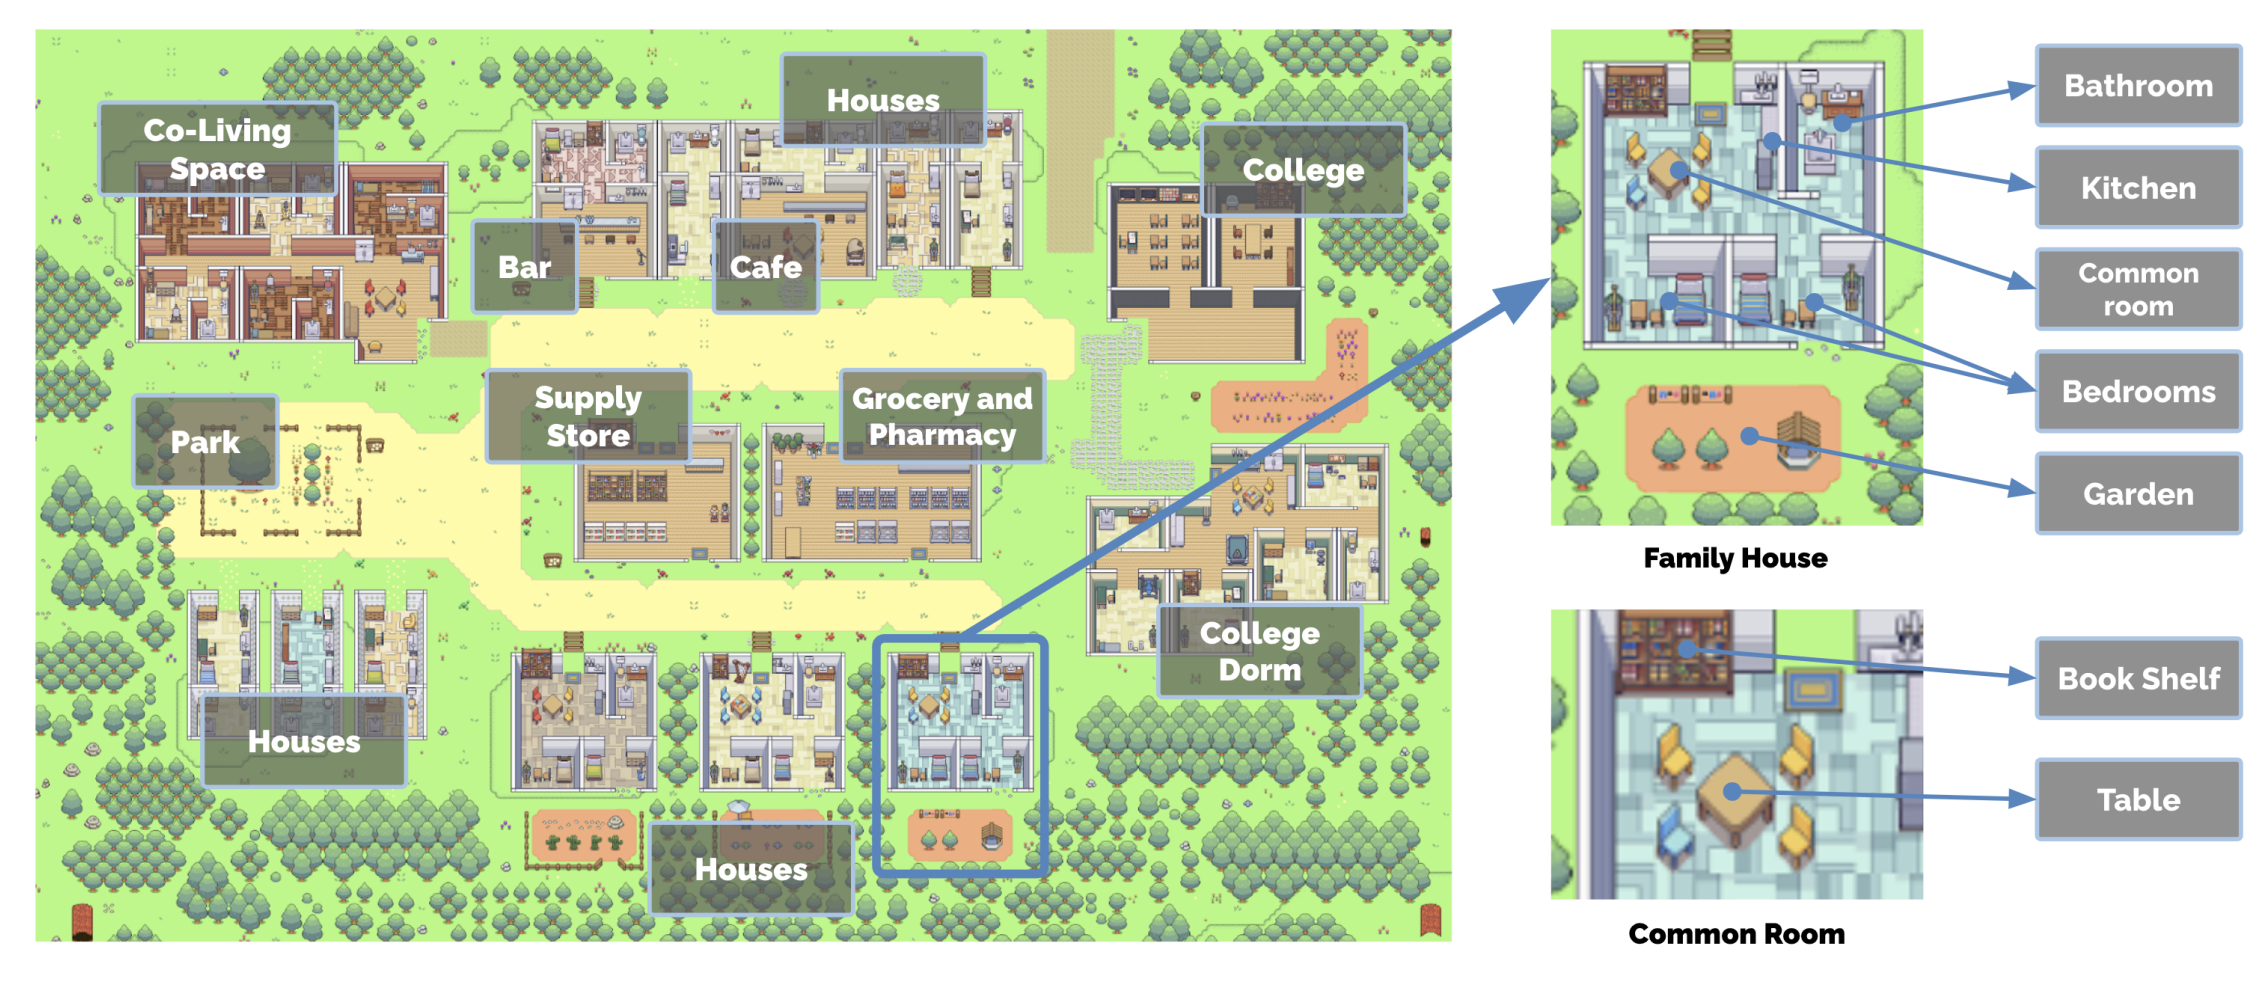 Houses
Co-Living
Space
College
Bar
Cafe
Supply
Store
Grocery and
Pharmacy
Park
College
Dorm
Houses
Houses
Bathroom
Kitchen
Common
room
Bedrooms
Garden
Family House
Book Shelf
Table
Common Room